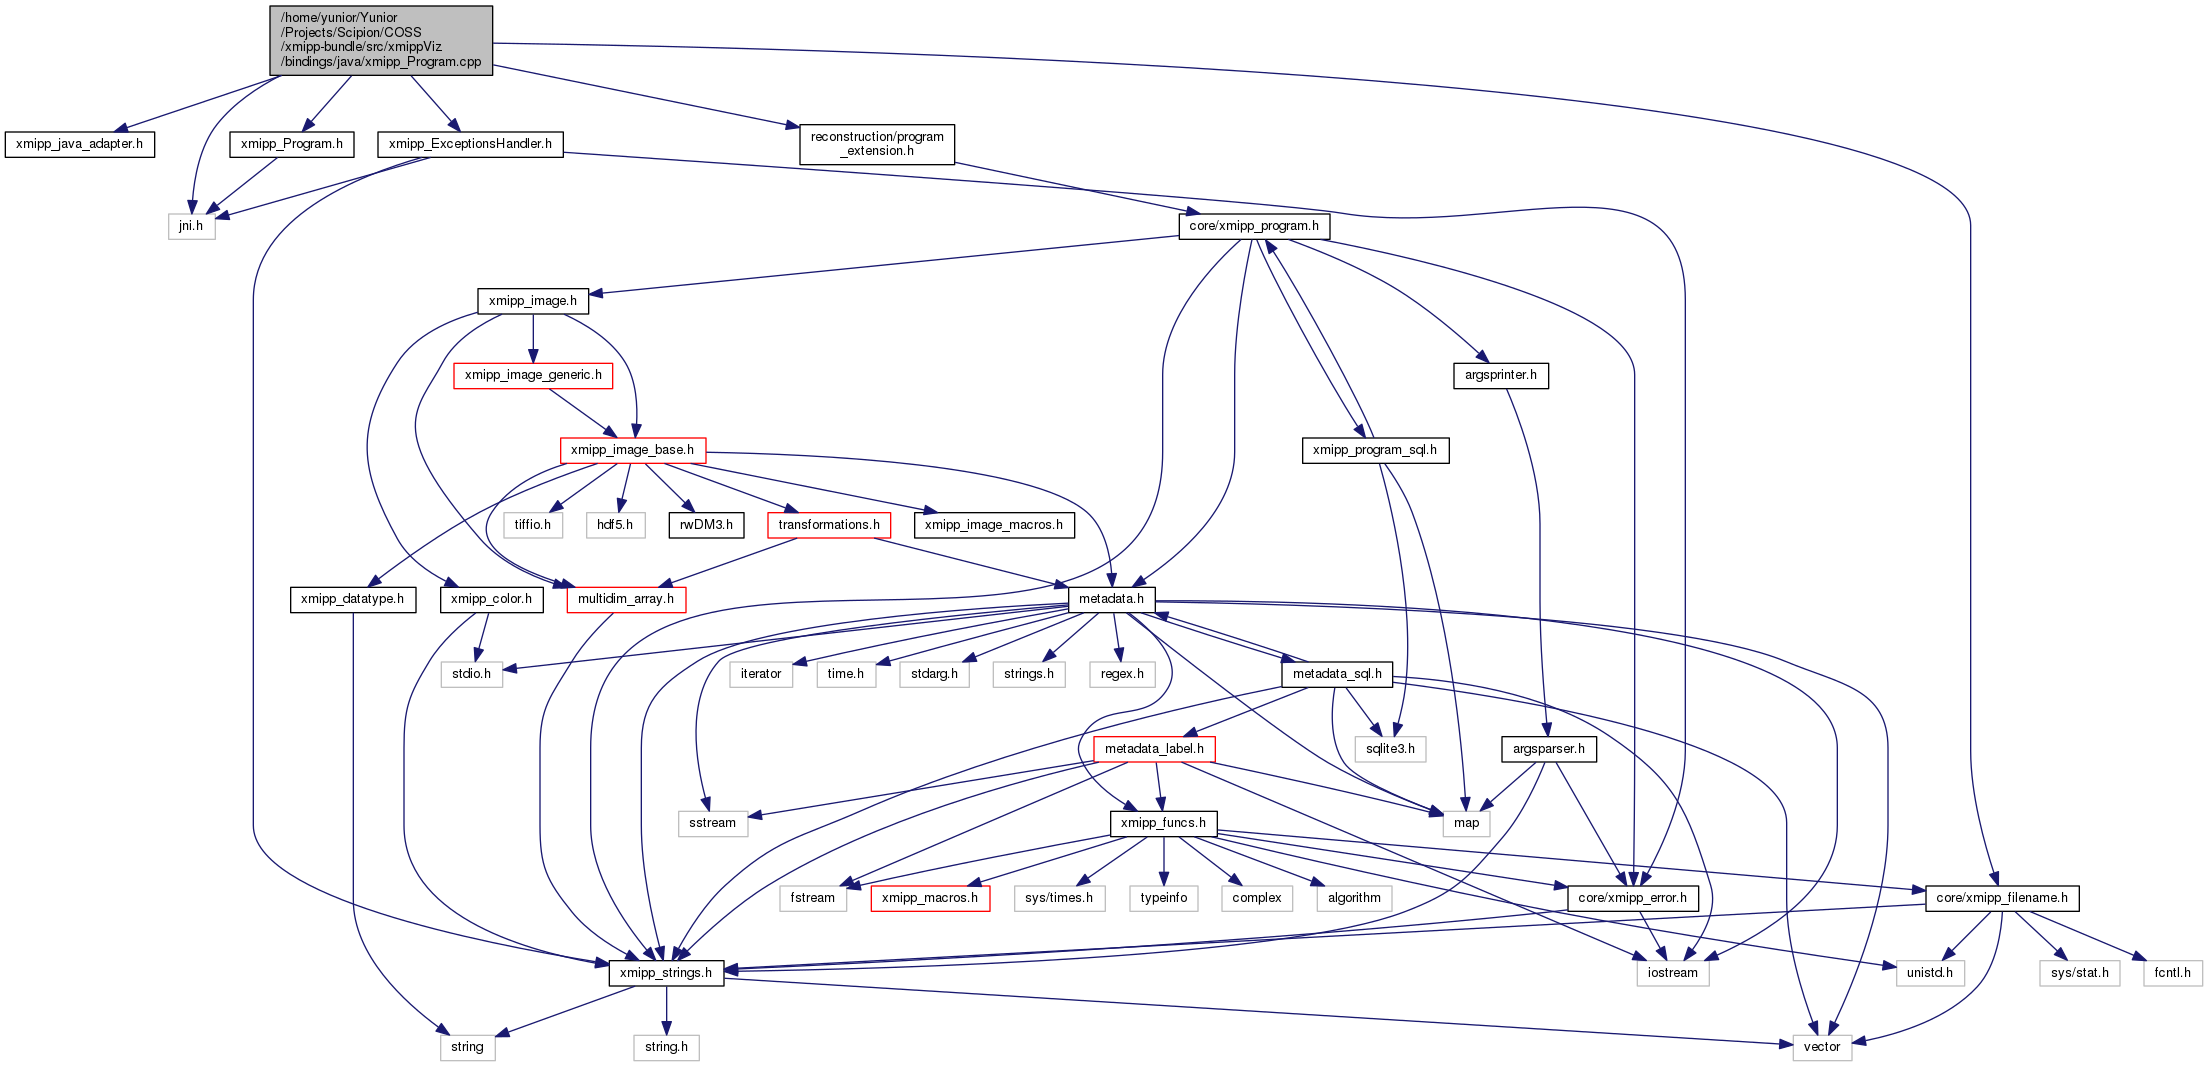 /home/yunior/Yunior
/Projects/Scipion/COSS
/xmipp-bundle/src/xmippViz
/bindings/java/xmipp_Program.cpp
xmipp_java_adapter.h
xmipp_Program.h
xmipp_ExceptionsHandler.h
reconstruction/program
_extension.h
jni.h
core/xmipp_program.h
xmipp_image.h
xmipp_image_generic.h
argsprinter.h
xmipp_image_base.h
xmipp_program_sql.h
tiffio.h
hdf5.h
rwDM3.h
transformations.h
xmipp_image_macros.h
xmipp_datatype.h
xmipp_color.h
multidim_array.h
metadata.h
stdio.h
iterator
time.h
stdarg.h
strings.h
regex.h
metadata_sql.h
metadata_label.h
sqlite3.h
argsparser.h
sstream
xmipp_funcs.h
map
fstream
xmipp_macros.h
sys/times.h
typeinfo
complex
algorithm
core/xmipp_error.h
core/xmipp_filename.h
xmipp_strings.h
iostream
unistd.h
sys/stat.h
fcntl.h
string
string.h
vector